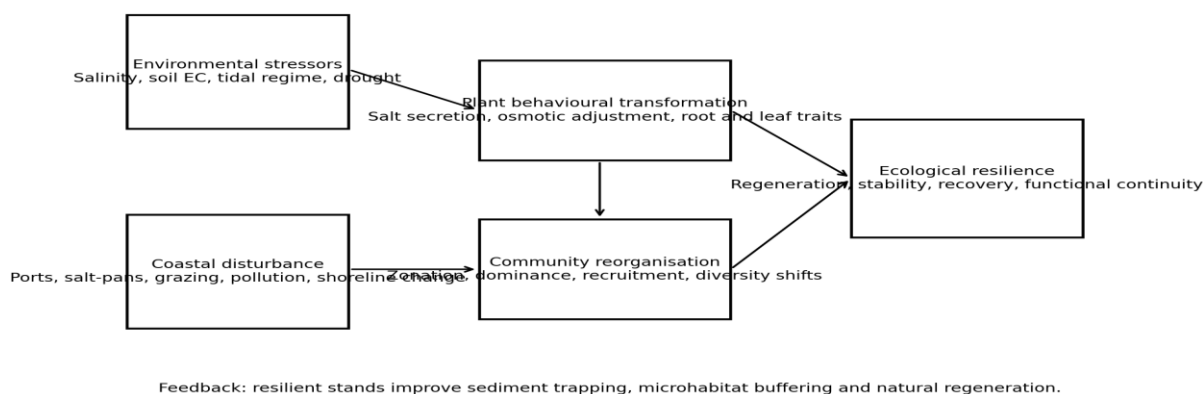 Environmental stressors
Salinity, soil EC, tidal regime, drought
Plant behavioural transformation
Salt secretion, osmotic adjustment, root and leaf traits
Ecological resilience
Regeneration, stability, recovery, functional continuity
Coastal disturbance
Ports, salt-pans, grazing, pollution, shoreline change
Community reorganisation
Zonation, dominance, recruitment, diversity shifts
Feedback: resilient stands improve sediment trapping, microhabitat buffering and natural regeneration.